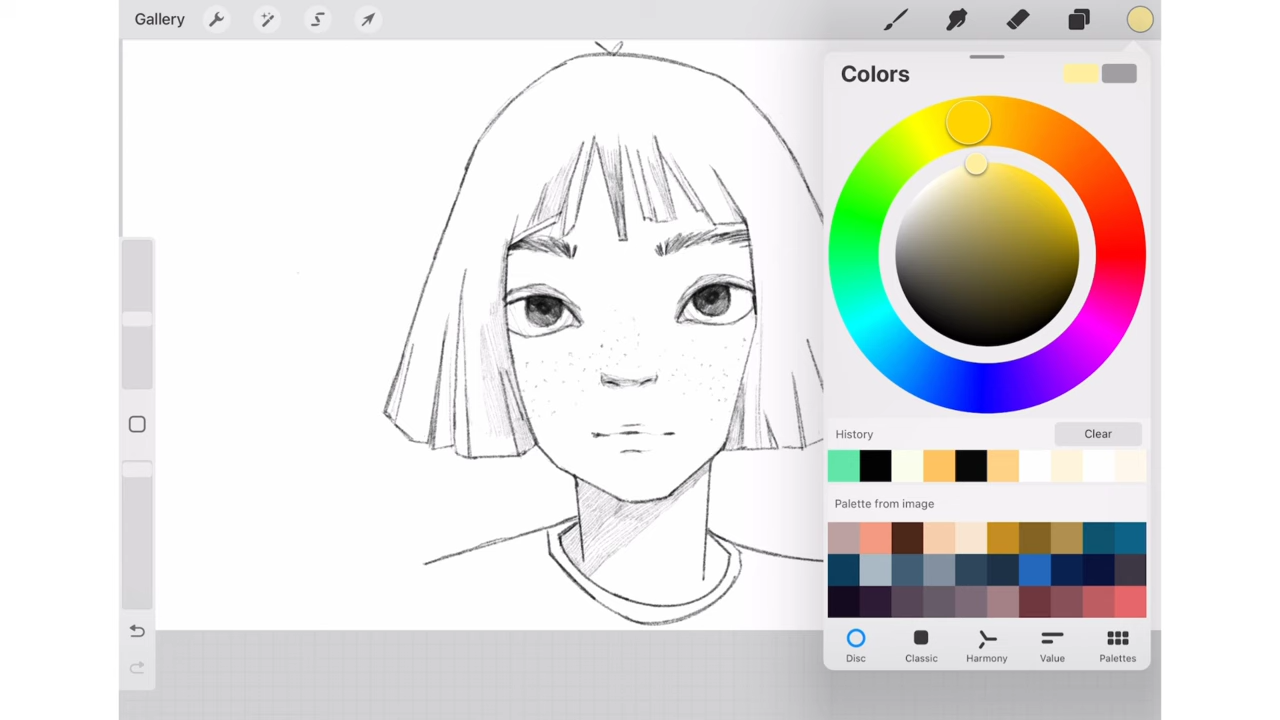 Gallery
Colors
History
Clear
Palette from image
Disc
Classic
Harmony
Value
Palettes